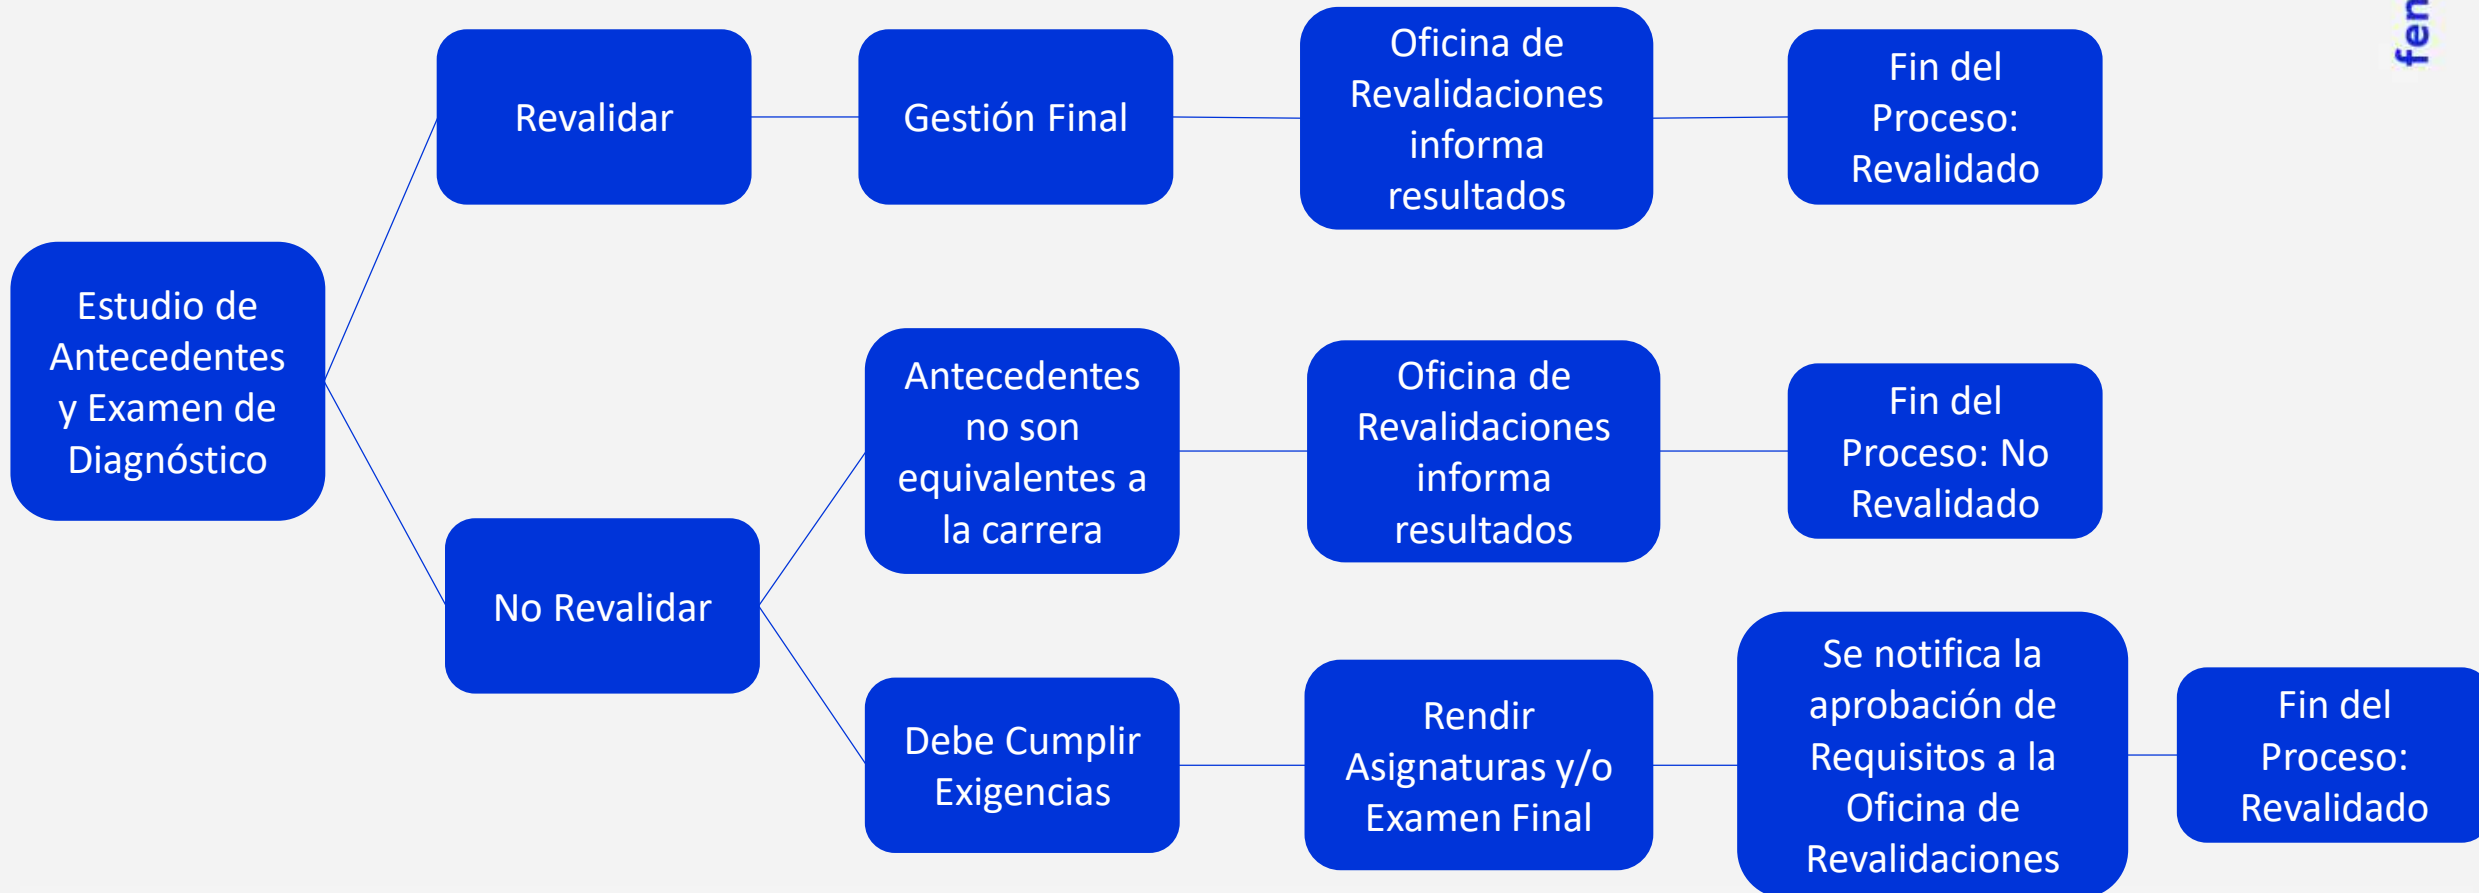 fen
Revalidar
Gestión Final
Oficina de
Revalidaciones
informa
resultados
Fin del
Proceso:
Revalidado
Estudio de
Antecedentes
y Examen de
Diagnóstico
Antecedentes
no son
equivalentes a
la carrera
Oficina de
Revalidaciones
informa
resultados
Fin del
Proceso: No
Revalidado
No Revalidar
Debe Cumplir
Exigencias
Rendir
Asignaturas y/o
Examen Final
Se notifica la
aprobación de
Requisitos a la
Oficina de
Revalidaciones
Fin del
Proceso:
Revalidado